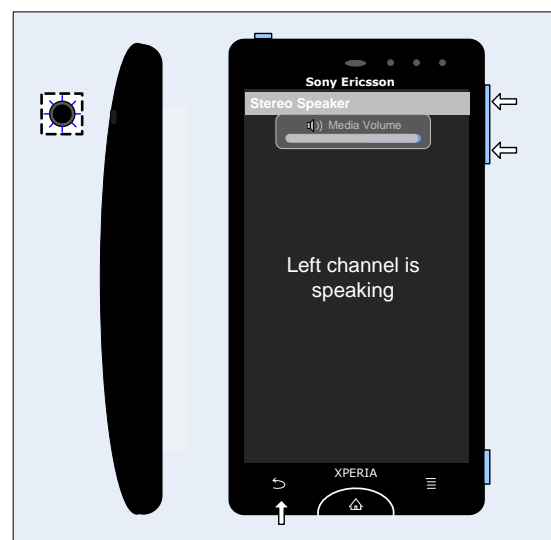 Sony Ericsson
Stereo Speaker
Media Volume
Left channel is
speaking
XPERIA